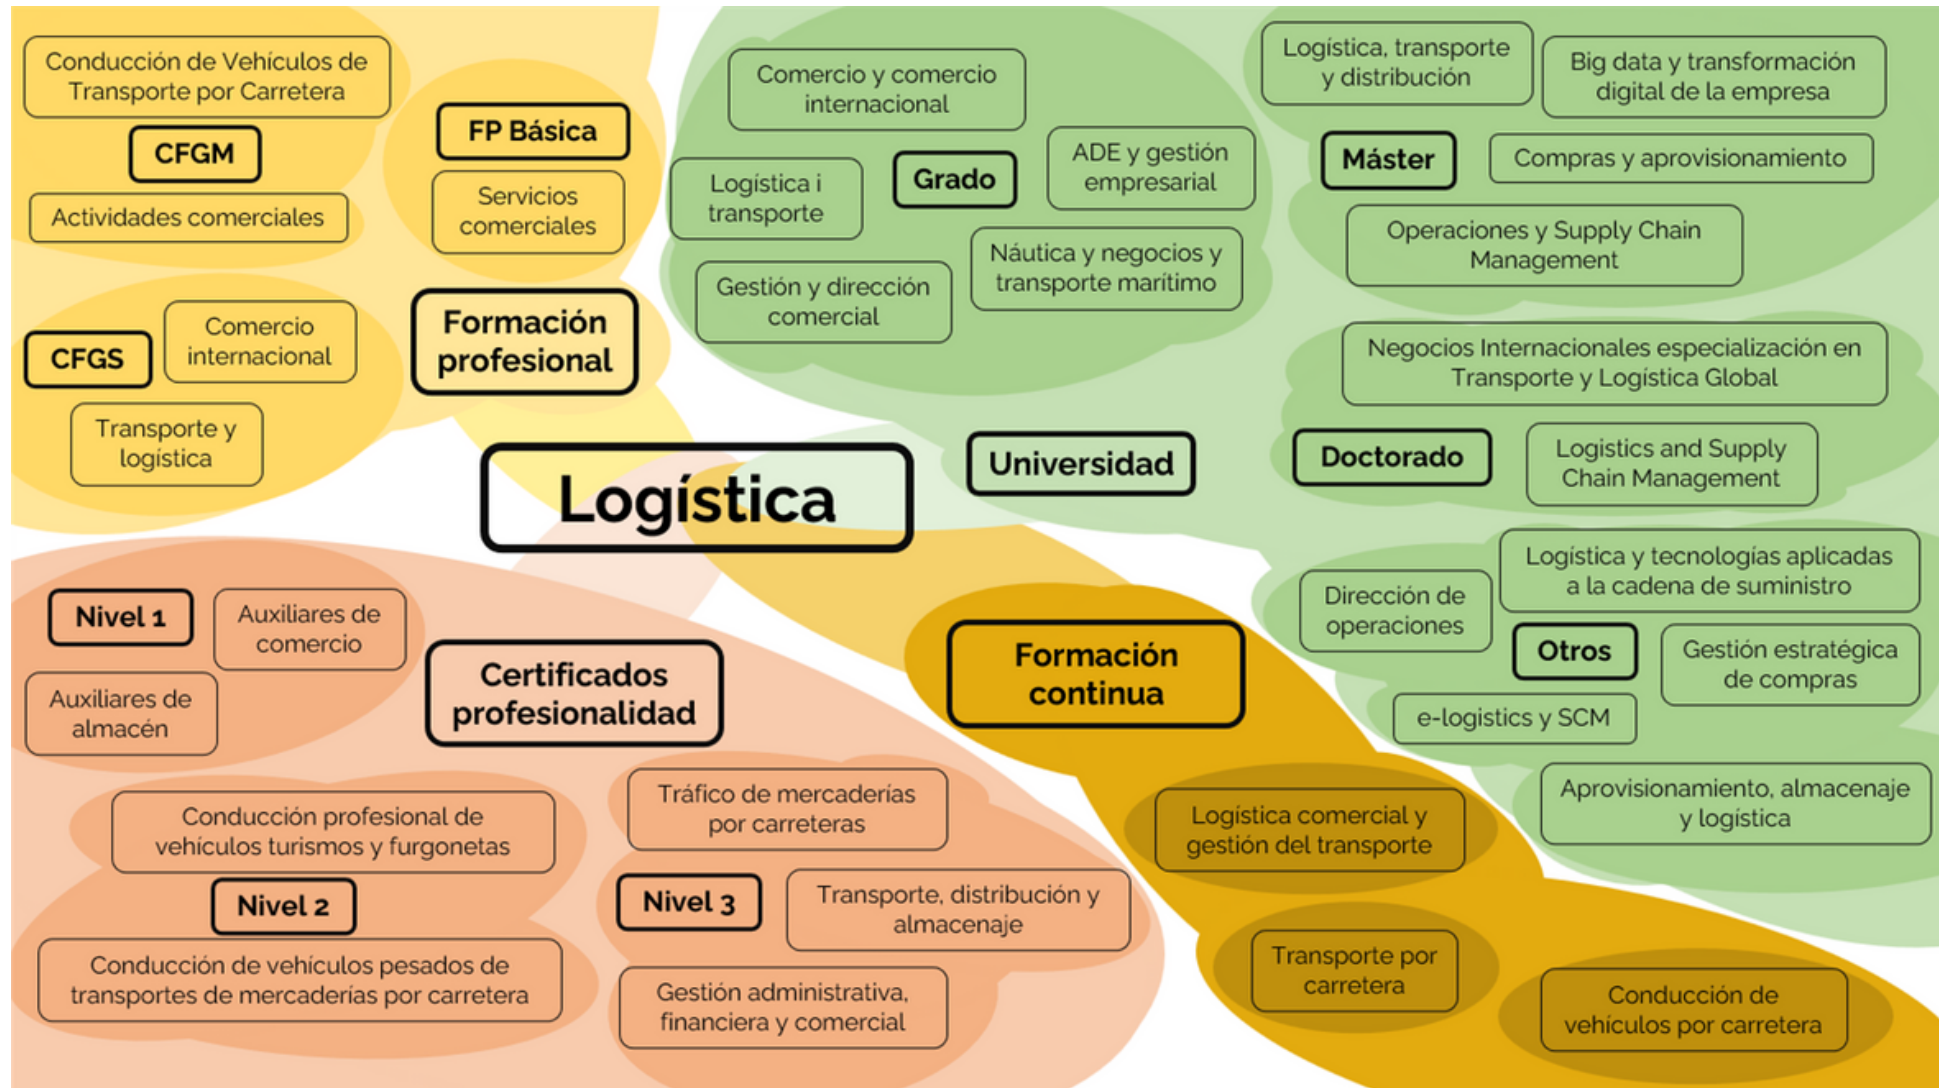 Conducción de Vehículos de
Transporte por Carretera
CFGM
Actividades comerciales
FP Básica
Servicios
comerciales
CFGS
Comercio
internacional
Transporte y
logística
Formación
profesional
Comercio y comercio
internacional
Logística i
transporte
Grado
ADE y gestión
empresarial
Náutica y negocios y
transporte marítimo
Gestión y dirección
comercial
Logística, transporte
y distribución
Big data y transformación
digital de la empresa
Máster
Compras y aprovisionamiento
Operaciones y Supply Chain
Management
Negocios Internacionales especialización en
Transporte y Logística Global
Universidad
Doctorado
Logistics and Supply
Chain Management
Logística
Logística y tecnologías aplicadas
a la cadena de suministro
Dirección de
operaciones
Otros
Gestión estratégica
de compras
e-logistics y SCM
Aprovisionamiento, almacenaje
y logística
Nivel 1
Auxiliares de
comercio
Auxiliares de
almacén
Certificados
profesionalidad
Conducción profesional de
vehículos turismos y furgonetas
Nivel 2
Conducción de vehículos pesados de
transportes de mercaderías por carretera
Tráfico de mercaderías
por carreteras
Nivel 3
Transporte, distribución y
almacenaje
Gestión administrativa,
financiera y comercial
Formación
continua
Logística comercial y
gestión del transporte
Transporte por
carretera
Conducción de
vehículos por carretera